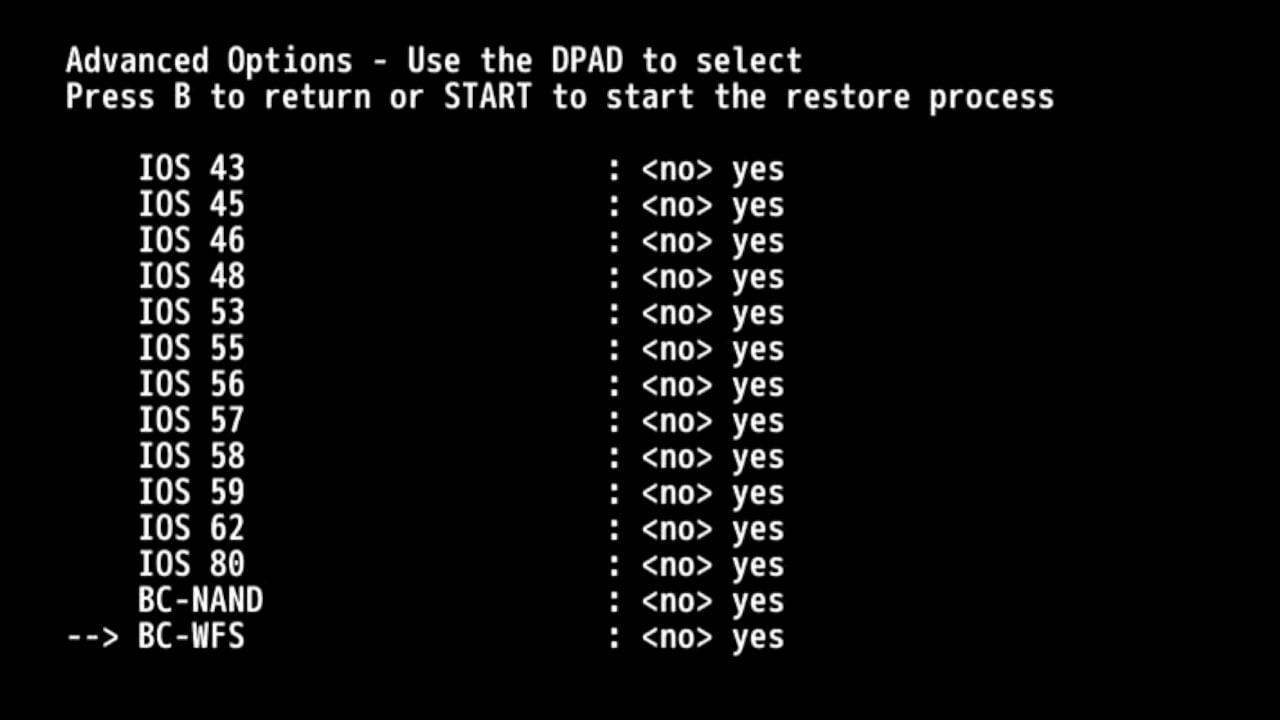 Advanced Options - Use the DPAD to select
Press B to return or START to start the restore process
IOS 43 : <no> yes
IOS 45 : <no> yes
IOS 46 : <no> yes
IOS 48 : <no> yes
IOS 53 : <no> yes
IOS 55 : <no> yes
IOS 56 : <no> yes
IOS 57 : <no> yes
IOS 58 : <no> yes
IOS 59 : <no> yes
IOS 62 : <no> yes
IOS 80 : <no> yes
BC-NAND : <no> yes
--> BC-WFS : <no> yes